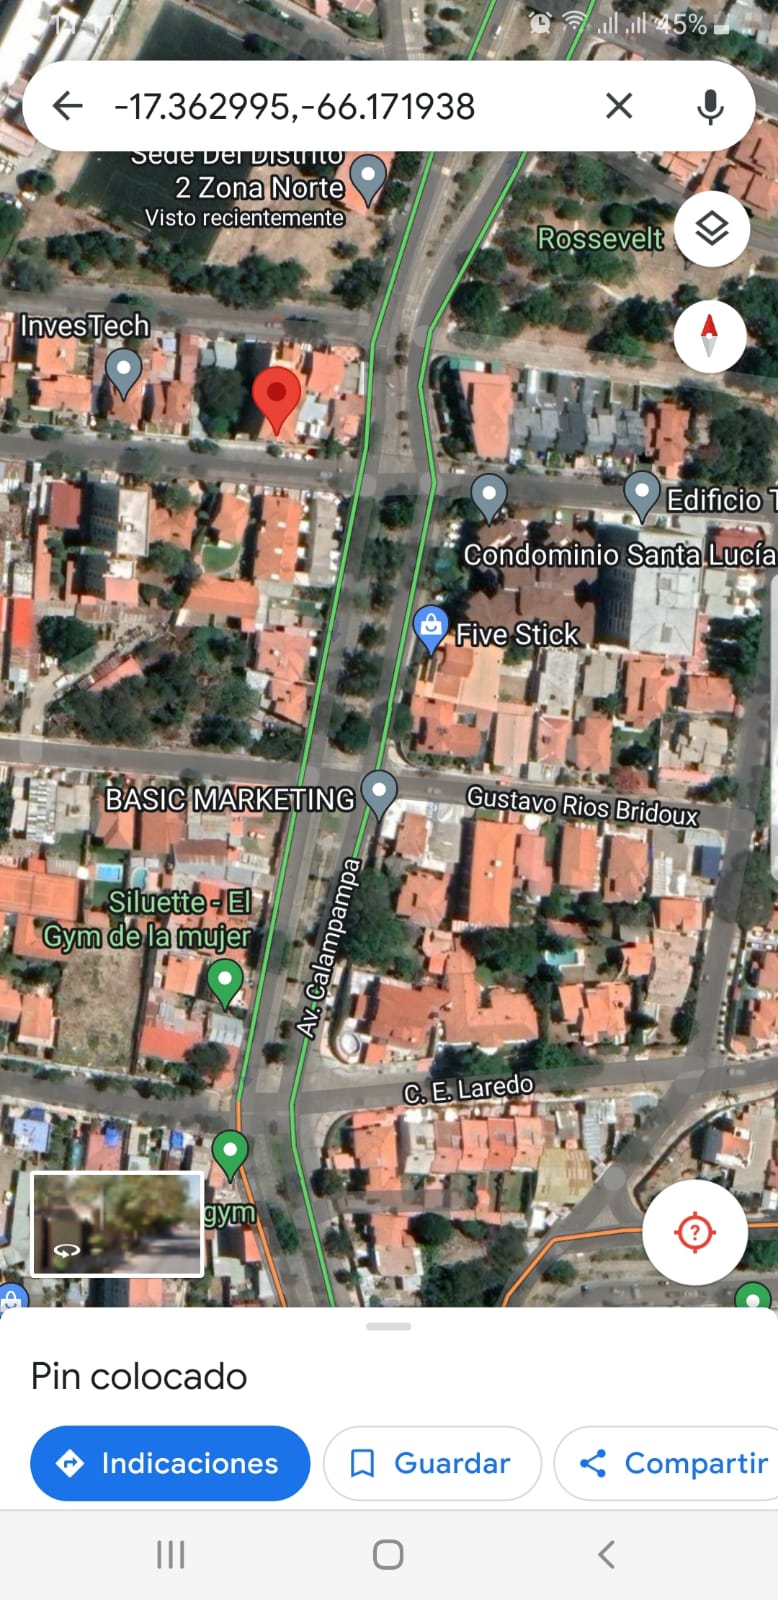 45%
-17.362995,-66.171938
Sede Del Distrito
2 Zona Norte
Visto recientemente
Rossevelt
InvesTech
Edificio T
Condominio Santa Lucía
Five Stick
BASIC MARKETING
Gustavo Rios Bridoux
Siluette - El
Gym de la mujer
Av. Calampampa
C. E. Laredo
gym
Pin colocado
Indicaciones
Guardar
Compartir